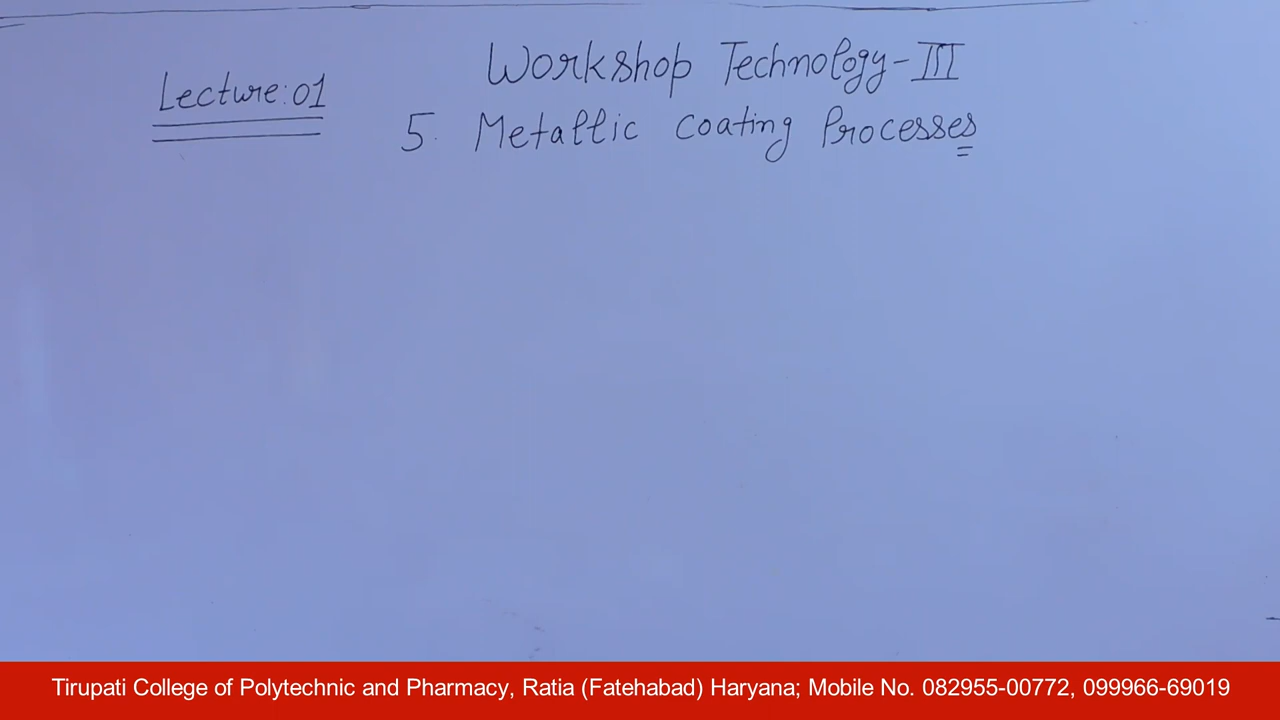 Workshop Technology-III
Lecture:01
5. Metallic Coating Processes
Tirupati College of Polytechnic and Pharmacy, Ratia (Fatehabad) Haryana; Mobile No. 082955-00772, 099966-69019